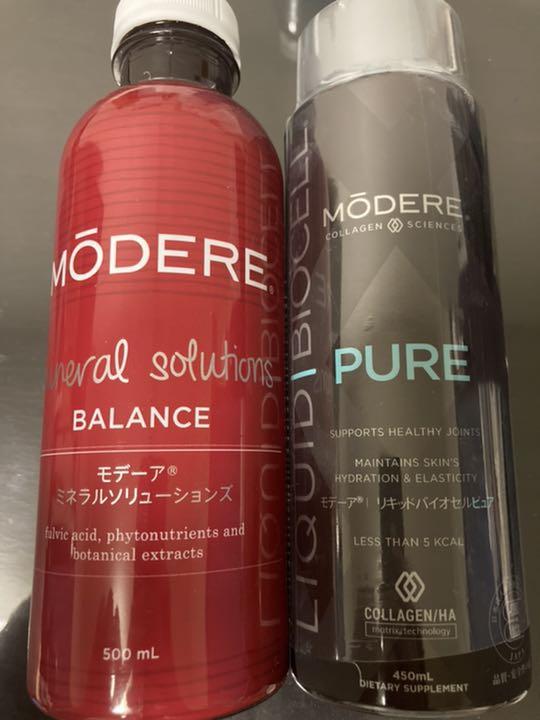 MŌDERE®
mineral solutions
BALANCE
モデーア®
ミネラルソリューションズ
fulvic acid, phytonutrients and
botanical extracts
500 mL
LIQUID | BIOCELL
MŌDERE®
COLLAGEN SCIENCES
PURE
SUPPORTS HEALTHY JOINTS
MAINTAINS SKIN'S
HYDRATION & ELASTICITY
モデーア® | リキッドバイオセルピュア
LESS THAN 5 KCAL
COLLAGEN/HA
matrix technology
450mL
DIETARY SUPPLEMENT